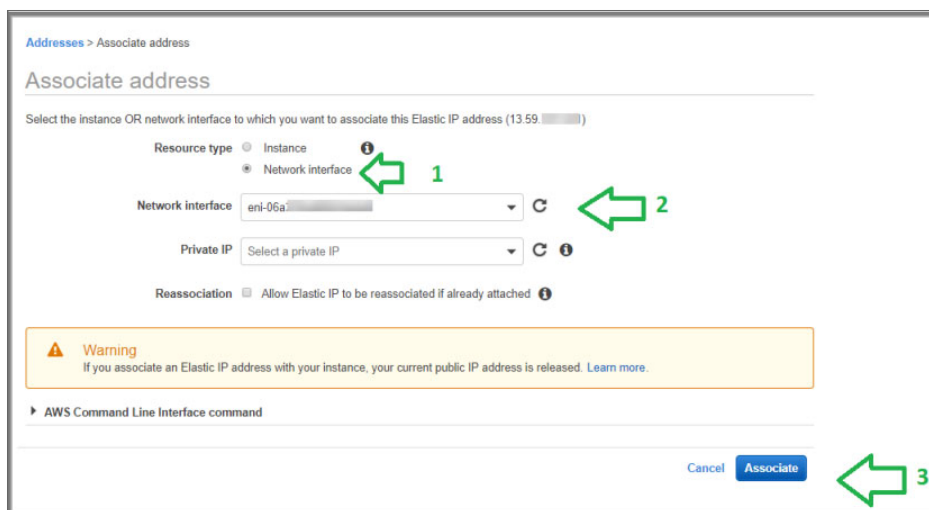 Addresses > Associate address
Associate address
Select the instance OR network interface to which you want to associate this Elastic IP address (13.59. )
Resource type Instance
Network interface 1
Network interface eni-06a 2
Private IP Select a private IP
Reassociation Allow Elastic IP to be reassociated if already attached
Warning
If you associate an Elastic IP address with your instance, your current public IP address is released. Learn more.
AWS Command Line Interface command
Cancel Associate 3